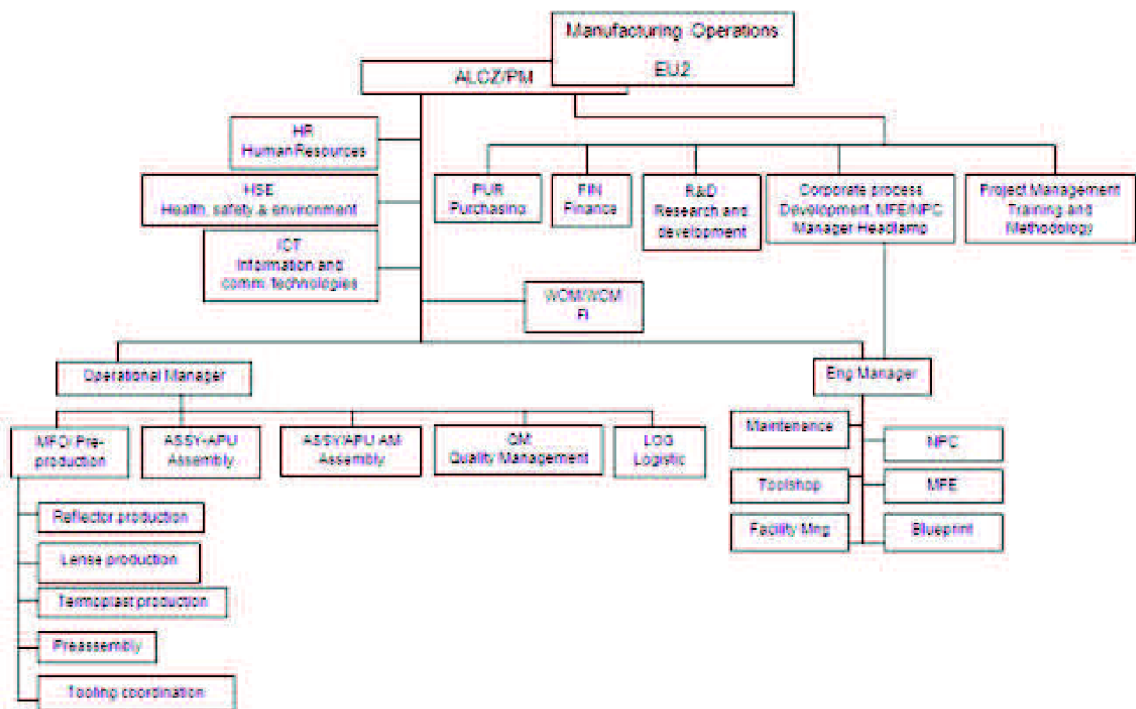 Manufacturing Operations
EU2
ALCZ/PM
HR
Human Resources
HSE
Health, safety & environment
ICT
Information and
comm. technologies
PUR
Purchasing
FIN
Finance
R&D
Research and
development
Corporate process
Development, MFE/NPC
Manager Headlamp
Project Management
Training and
Methodology
WCM/WCM
Operational Manager
Eng Manager
MFO/ Pre-
production
ASSY-APU
Assembly
ASSY/APU AM
Assembly
QM
Quality Management
LOG
Logistic
Maintenance
NPC
Toolshop
MFE
Facility Mng
Blueprint
Reflector production
Lense production
Termoplast production
Preassembly
Tooling coordination